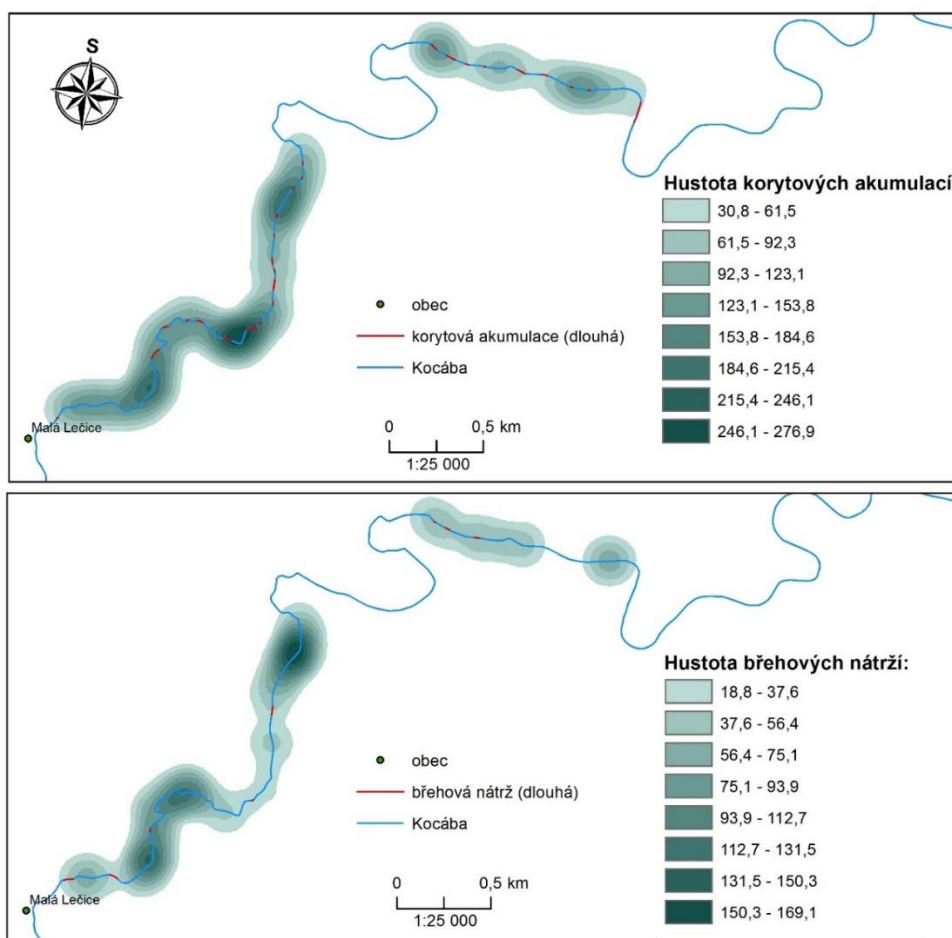 S
Hustota korytových akumulací
30,8 - 61,5
61,5 - 92,3
92,3 - 123,1
123,1 - 153,8
153,8 - 184,6
184,6 - 215,4
215,4 - 246,1
246,1 - 276,9
obec
korytová akumulace (dlouhá)
Kocába
0 0,5 km
1:25 000
Malá Lečice
Hustota břehových nátrží:
18,8 - 37,6
37,6 - 56,4
56,4 - 75,1
75,1 - 93,9
93,9 - 112,7
112,7 - 131,5
131,5 - 150,3
150,3 - 169,1
obec
břehová nátrž (dlouhá)
Kocába
0 0,5 km
1:25 000
Malá Lečice